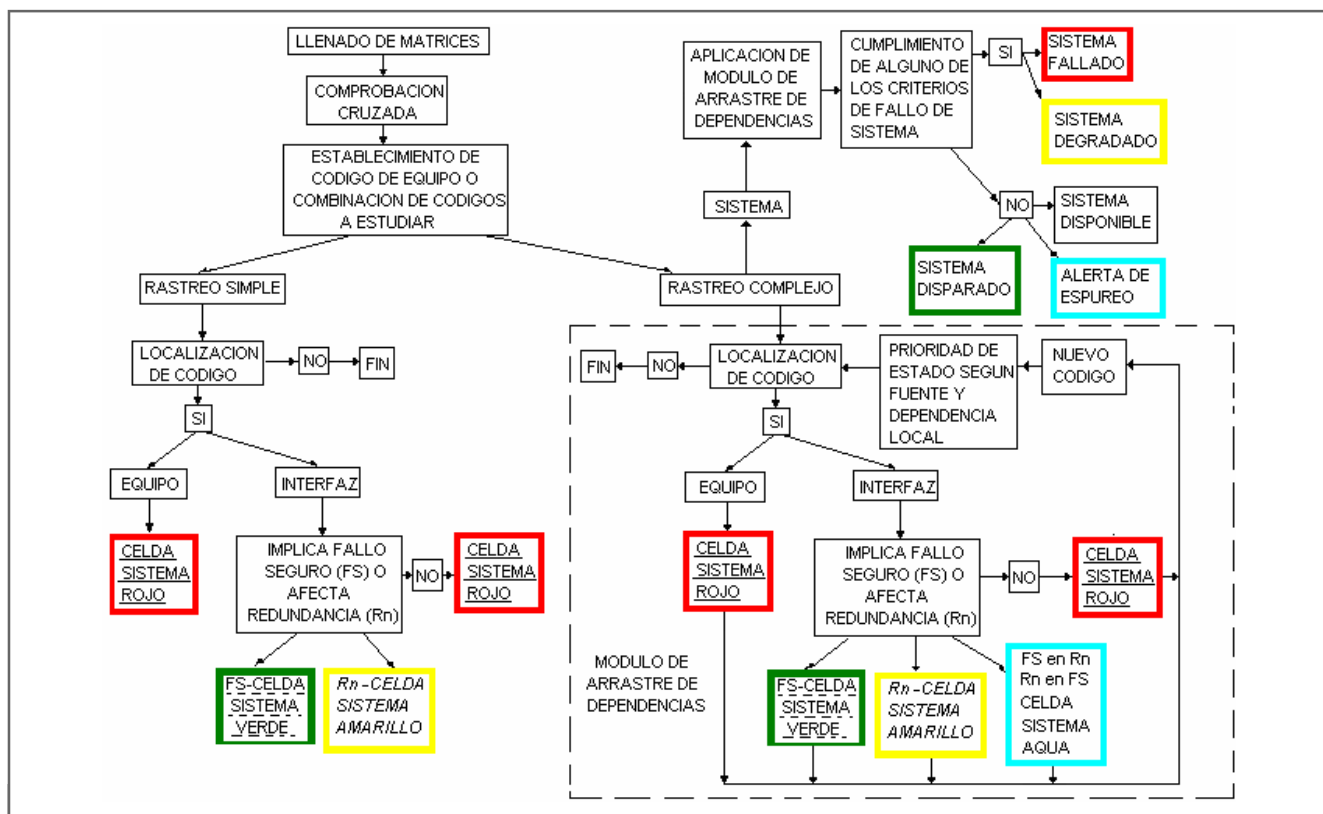 LLENADO DE MATRICES
COMPROBACION
CRUZADA
ESTABLECIMIENTO DE
CODIGO DE EQUIPO O
COMBINACION DE CODIGOS
A ESTUDIAR
RASTREO SIMPLE
LOCALIZACION
DE CODIGO
NO
FIN
SI
EQUIPO
INTERFAZ
CELDA
SISTEMA
ROJO
IMPLICA FALLO
SEGURO (FS) O
AFECTA
REDUNDANCIA (Rn)
NO
CELDA
SISTEMA
ROJO
FS-CELDA
SISTEMA
VERDE
Rn-CELDA
SISTEMA
AMARILLO
APLICACION DE
MODULO DE
ARRASTRE DE
DEPENDENCIAS
CUMPLIMIENTO
DE ALGUNO DE
LOS CRITERIOS
DE FALLO DE
SISTEMA
SI
SISTEMA
FALLADO
SISTEMA
DEGRADADO
NO
SISTEMA
DISPONIBLE
SISTEMA
DISPARADO
ALERTA DE
ESPUREO
SISTEMA
RASTREO COMPLEJO
FIN
NO
LOCALIZACION
DE CODIGO
PRIORIDAD DE
ESTADO SEGUN
FUENTE Y
DEPENDENCIA
LOCAL
NUEVO
CODIGO
SI
EQUIPO
INTERFAZ
CELDA
SISTEMA
ROJO
IMPLICA FALLO
SEGURO (FS) O
AFECTA
REDUNDANCIA (Rn)
NO
CELDA
SISTEMA
ROJO
MODULO DE
ARRASTRE DE
DEPENDENCIAS
FS-CELDA
SISTEMA
VERDE
Rn-CELDA
SISTEMA
AMARILLO
FS en Rn
Rn en FS
CELDA
SISTEMA
AQUA